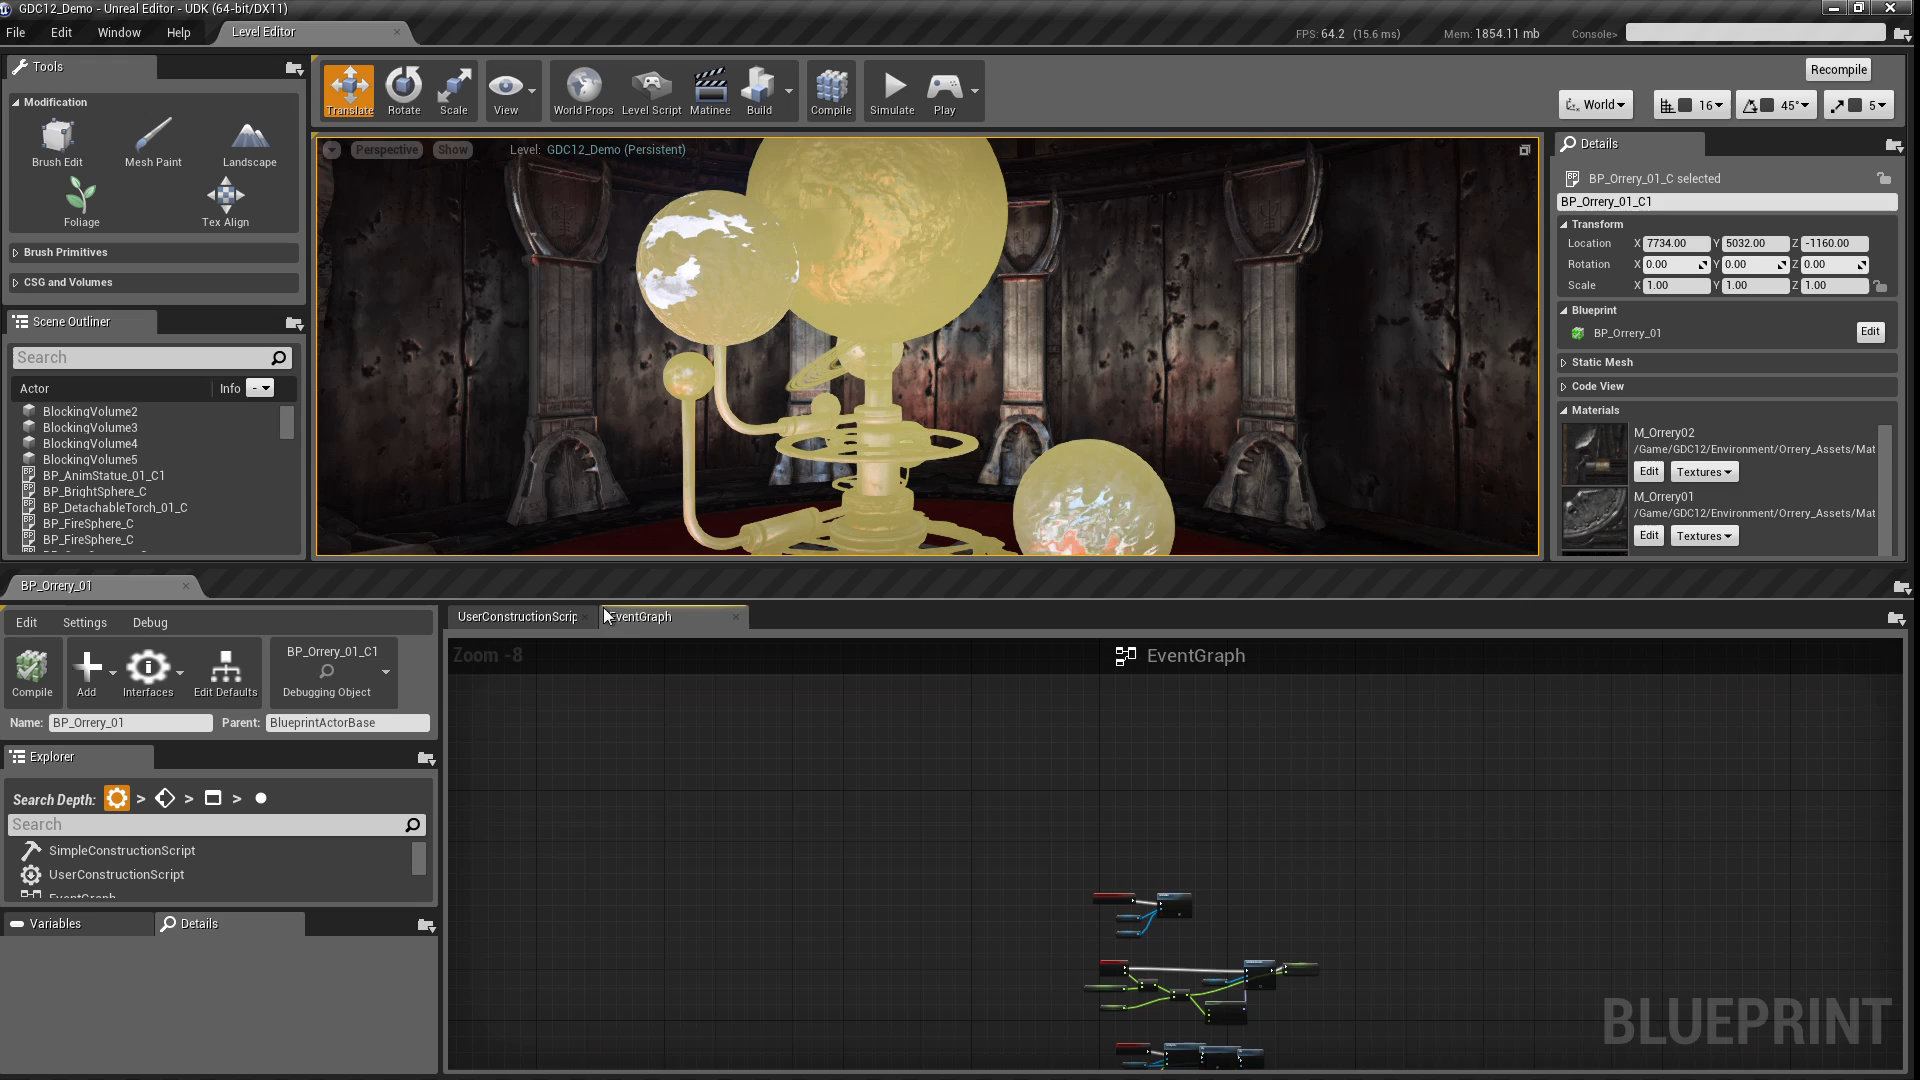 GDC12_Demo - Unreal Editor - UDK (64-bit/DX11)
File Edit Window Help Level Editor
FPS: 64.2 (15.6 ms) Mem: 1854.11 mb Console>
Tools
Modification
Brush Edit Mesh Paint Landscape
Foliage Tex Align
Brush Primitives
CSG and Volumes
Translate Rotate Scale View World Props Level Script Matinee Build Compile Simulate Play
Recompile
World 16 45° 5
Perspective Show Level: GDC12_Demo (Persistent)
Scene Outliner
Search
Actor Info -
BlockingVolume2
BlockingVolume3
BlockingVolume4
BlockingVolume5
BP_AnimStatue_01_C1
BP_BrightSphere_C
BP_DetachableTorch_01_C
BP_FireSphere_C
BP_FireSphere_C
Details
BP_Orrery_01_C selected
BP_Orrery_01_C1
Transform
Location X 7734.00 Y 5032.00 Z -1160.00
Rotation X 0.00 Y 0.00 Z 0.00
Scale X 1.00 Y 1.00 Z 1.00
Blueprint
BP_Orrery_01 Edit
Static Mesh
Code View
Materials
M_Orrery02
/Game/GDC12/Environment/Orrery_Assets/Mat
Edit Textures
M_Orrery01
/Game/GDC12/Environment/Orrery_Assets/Mat
Edit Textures
BP_Orrery_01
Edit Settings Debug
Compile Add Interfaces Edit Defaults
BP_Orrery_01_C1
Debugging Object
Name: BP_Orrery_01 Parent: BlueprintActorBase
Explorer
Search Depth: > > >
Search
SimpleConstructionScript
UserConstructionScript
EventGraph
Variables Details
UserConstructionScrip EventGraph
Zoom -8
EventGraph
BLUEPRINT